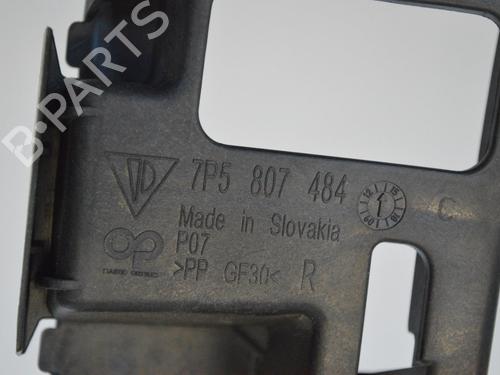 B-PARTS
7P5 807 484 C
Made in Slovakia
P07
>PP GF30< R